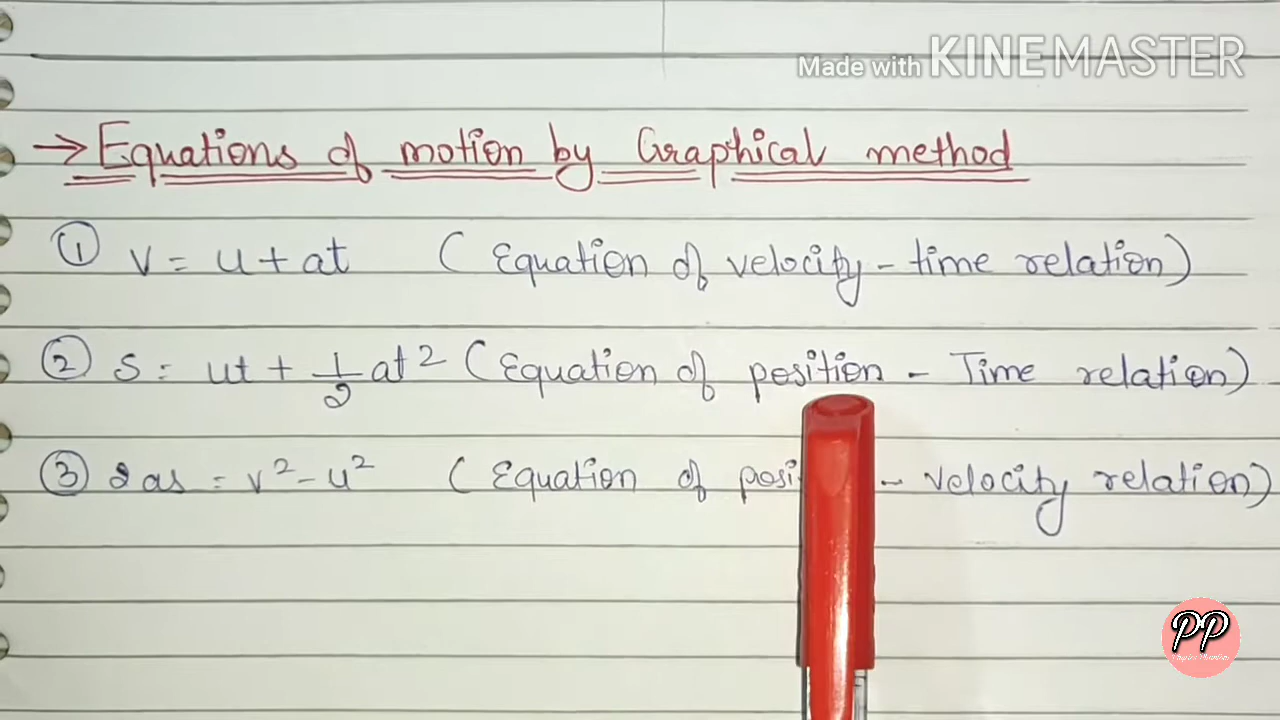 Made with KINEMASTER
→ Equations of motion by Graphical method
① v = u + at ( Equation of velocity - time relation)
② s = ut + 1/2 at² (Equation of position - Time relation)
③ 2as = v² - u² ( Equation of - velocity relation)
PP